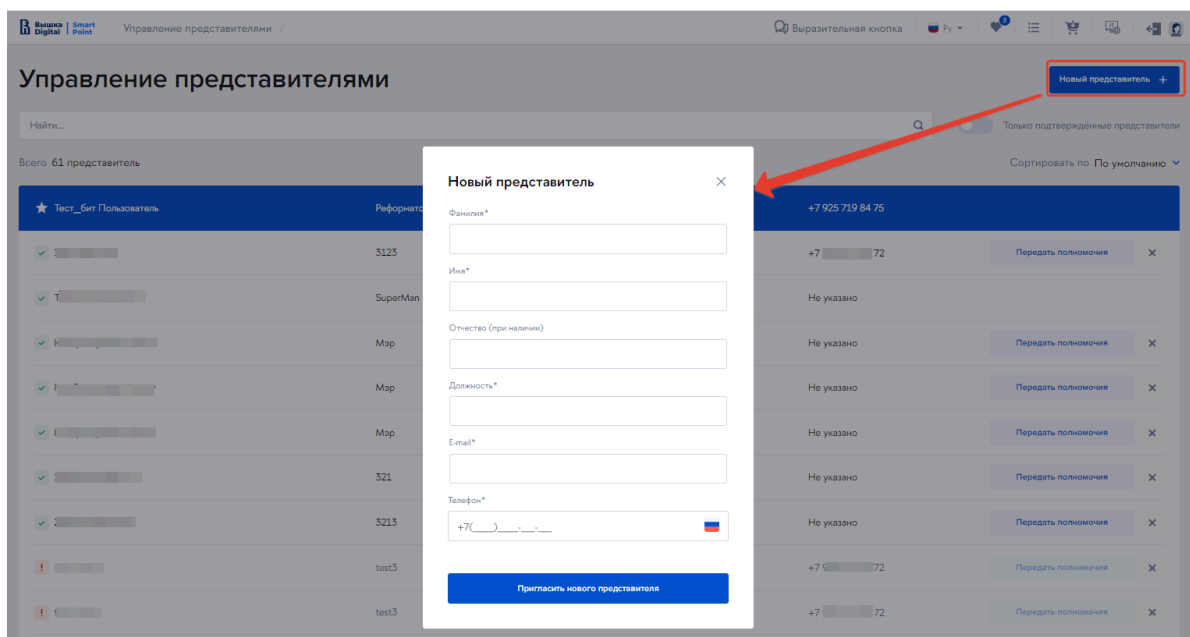 Вышка Digital | Smart Point Управление представителями / Выразительная кнопка Ру 3
Управление представителями Новый представитель +
Найти... Только подтверждённые представители
Всего 61 представитель Сортировать по По умолчанию
Новый представитель
Тест_бит Пользователь +7 925 719 84 75
Фамилия*
3123 +7 72 Передать полномочия
Имя*
SuperMan Не указано
Отчество (при наличии)
Мэр Не указано Передать полномочия
Должность*
Мэр Не указано Передать полномочия
Мэр Не указано Передать полномочия
E-mail*
321 Не указано Передать полномочия
Телефон*
3213 +7(___)___-__-__ Не указано Передать полномочия
test3 +7 9 72 Передать полномочия
Пригласить нового представителя
test3 +7 72 Передать полномочия